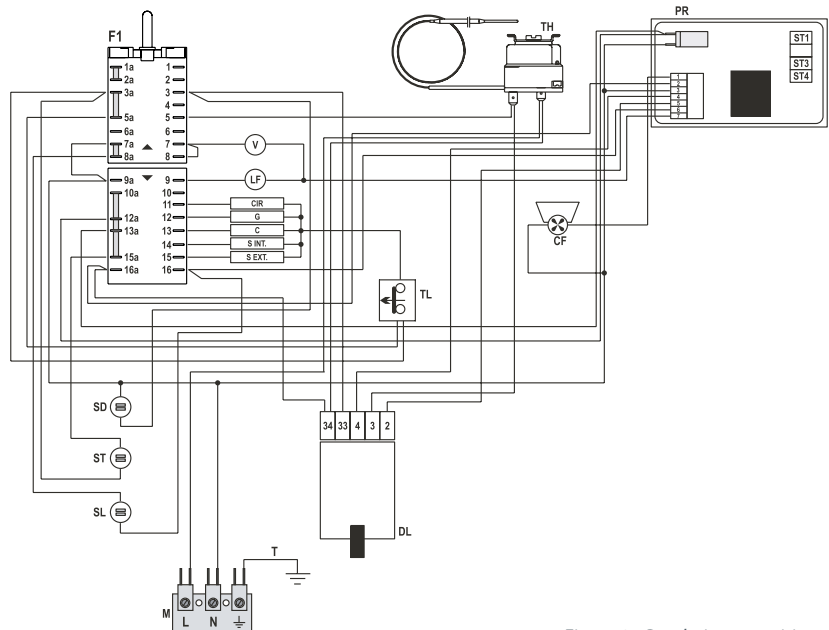 F1
TH
PR
ST1
ST3
ST4
1a 1
2a 2
3a 3
4
5a 5
6a 6
7a 7
8a 8
9a 9
10a 10
11
12a 12
13a 13
14
15a 15
16a 16
V
LF
CIR
G
C
S INT.
S EXT.
1
2
3
4
5
6
7
CF
TL
SD
ST
SL
34 33 4 3 2
DL
T
M
L N